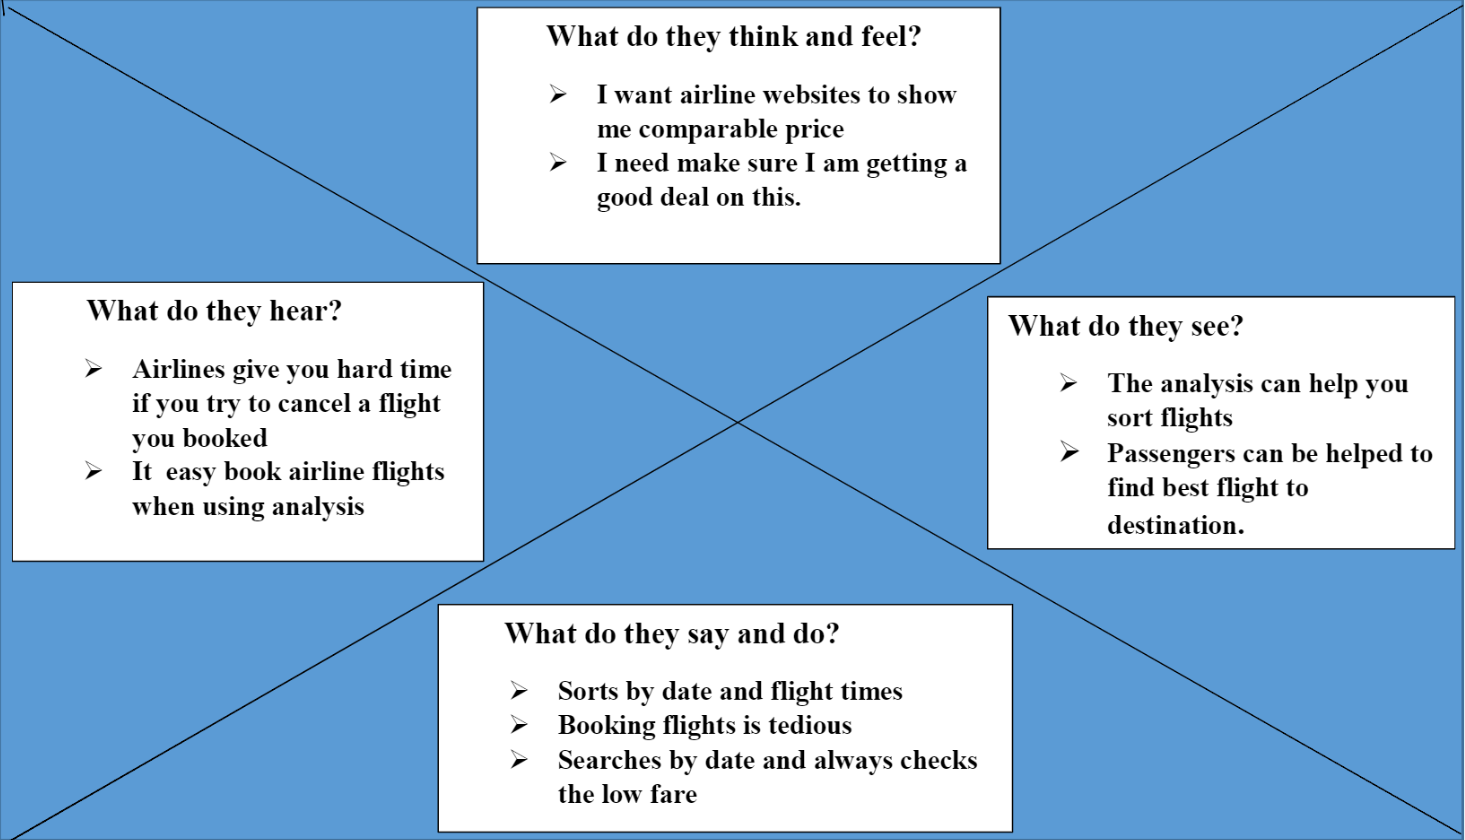 What do they think and feel?
➢ I want airline websites to show
me comparable price
➢ I need make sure I am getting a
good deal on this.
What do they hear?
➢ Airlines give you hard time
if you try to cancel a flight
you booked
➢ It  easy book airline flights
when using analysis
What do they see?
➢ The analysis can help you
sort flights
➢ Passengers can be helped to
find best flight to
destination.
What do they say and do?
➢ Sorts by date and flight times
➢ Booking flights is tedious
➢ Searches by date and always checks
the low fare